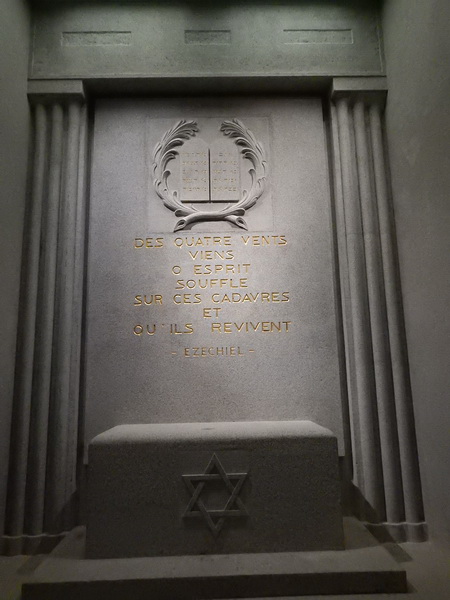 DES QUATRE VENTS
VIENS
O ESPRIT
SOUFFLE
SUR CES CADAVRES
ET
QU'ILS REVIVENT
- EZECHIEL -